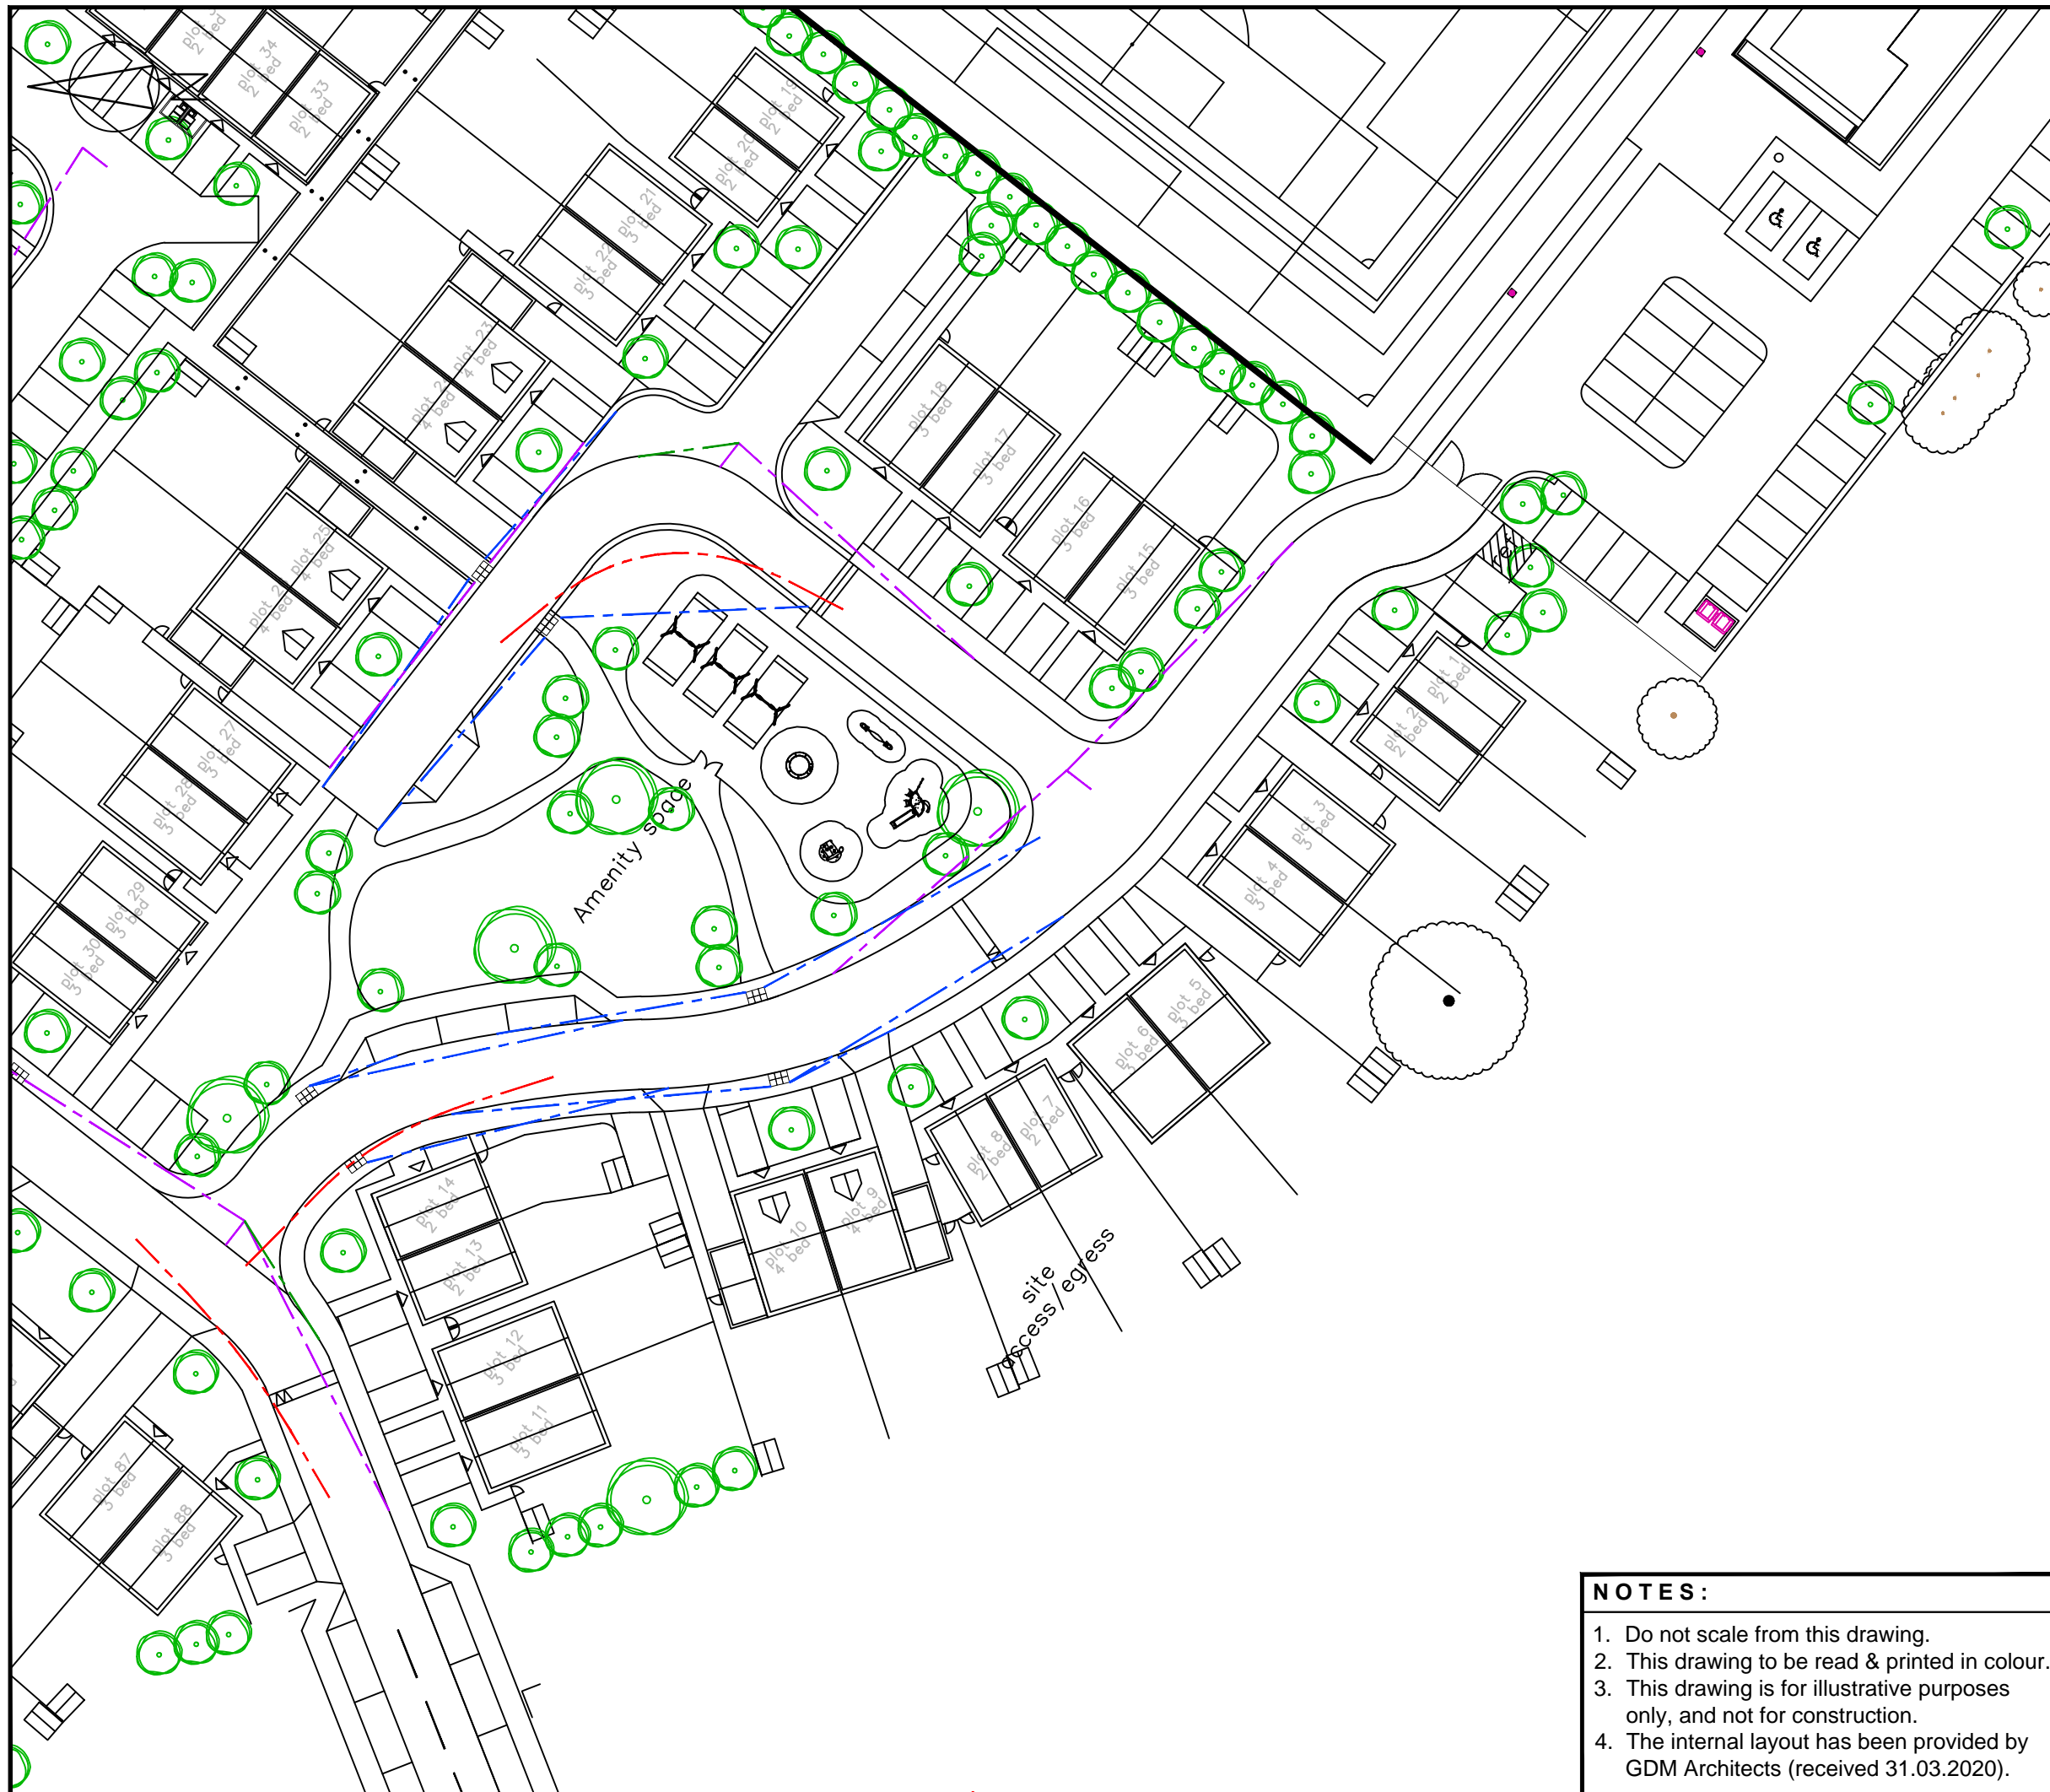 plot 34
2 bed
plot 33
2 bed
plot 19
2 bed
plot 20
2 bed
plot 21
3 bed
plot 22
3 bed
plot 23
4 bed
plot 24
4 bed
plot 25
4 bed
plot 26
4 bed
plot 27
3 bed
plot 28
3 bed
plot 29
3 bed
plot 30
3 bed
plot 18
3 bed
plot 17
3 bed
plot 16
3 bed
plot 15
3 bed
plot 1
2 bed
plot 2
2 bed
plot 3
3 bed
plot 4
3 bed
plot 5
3 bed
plot 6
3 bed
plot 7
2 bed
plot 8
2 bed
plot 9
4 bed
plot 10
4 bed
plot 14
2 bed
plot 13
2 bed
plot 12
3 bed
plot 11
3 bed
plot 87
3 bed
plot 88
3 bed
Amenity space
site
access/egress
NOTES:
1. Do not scale from this drawing.
2. This drawing to be read & printed in colour.
3. This drawing is for illustrative purposes
only, and not for construction.
4. The internal layout has been provided by
GDM Architects (received 31.03.2020).